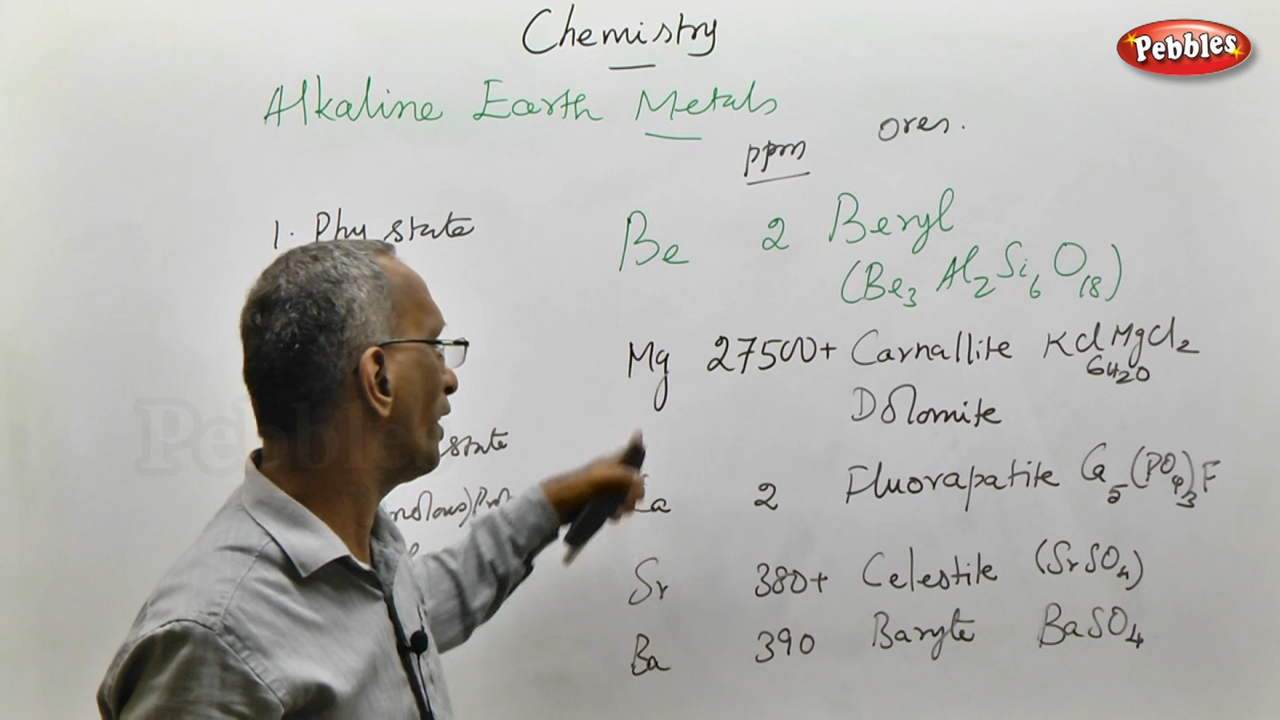 Chemistry
Pebbles
Alkaline Earth Metals
ppm ores.
1. Phy state
Be 2 Beryl
(Be3 Al2 Si6 O18)
Mg 27500+ Carnallite KCl MgCl2
6H2O
Dolomite
state
2 Fluorapatite Ca5(PO4)3F
Sr 380+ Celestite (SrSO4)
Ba 390 Baryte BaSO4